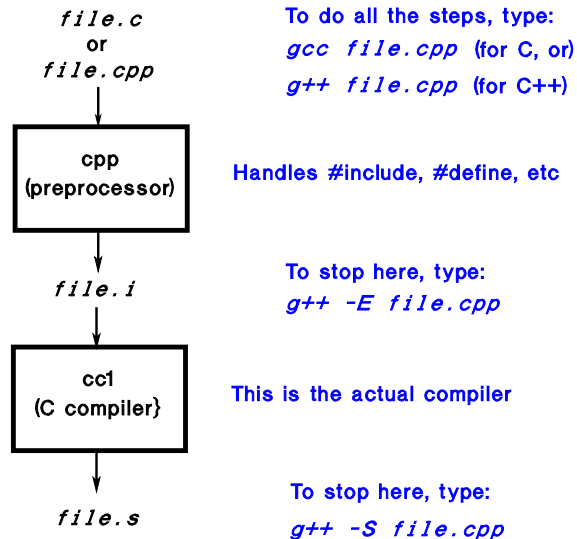 file.c
or
file.cpp
To do all the steps, type:
gcc file.cpp (for C, or)
g++ file.cpp (for C++)
cpp
(preprocessor)
Handles #include, #define, etc
file.i
To stop here, type:
g++ -E file.cpp
cc1
(C compiler}
This is the actual compiler
file.s
To stop here, type:
g++ -S file.cpp